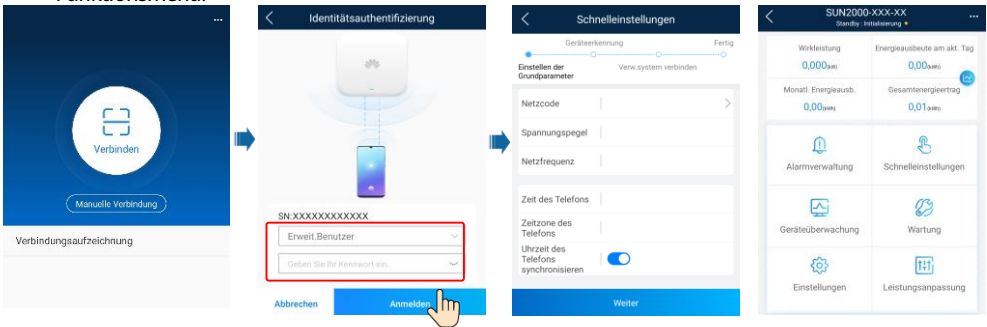 Funktionsmenü.
...
Verbinden
Manuelle Verbindung
Verbindungsaufzeichnung
Identitätsauthentifizierung
SN:XXXXXXXXXXXX
Erweit.Benutzer
Geben Sie Ihr Kennwort ein.
Abbrechen
Anmelden
Schnelleinstellungen
Geräteerkennung
Fertig
Einstellen der
Grundparameter
Verw.system verbinden
Netzcode
Spannungspegel
Netzfrequenz
Zeit des Telefons
Zeitzone des
Telefons
Uhrzeit des
Telefons
synchronisieren
Weiter
SUN2000-XXX-XX
...
Standby : Initialisierung
Wirkleistung
0,000(kW)
Energieausbeute am akt. Tag
0,00(kWh)
Monatl. Energieausb.
0,00(kWh)
Gesamtenergieertrag
0,01(kWh)
Alarmverwaltung
Schnelleinstellungen
Geräteüberwachung
Wartung
Einstellungen
Leistungsanpassung